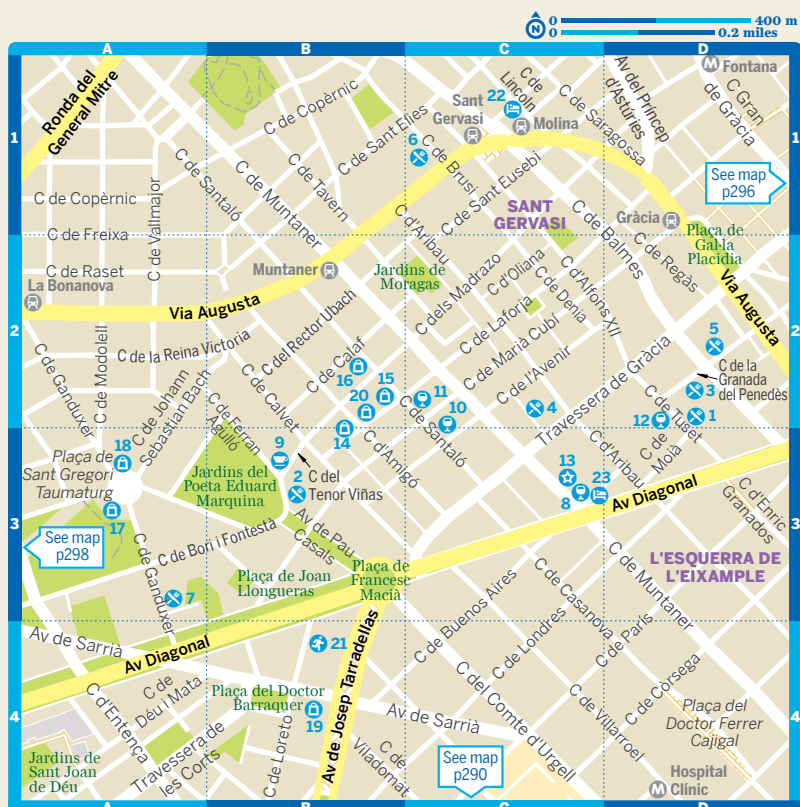 N
0 400 m
0 0.2 miles
A B C D
1
Ronda del
General Mitre
C de Copèrnic
C de Sant Elies
C de Tavern
C de Muntaner
C de Santaló
C de Vallmajor
C de Copèrnic
C de Freixa
C de Raset
La Bonanova
Muntaner
6
22
Sant
Gervasi
C de
Lincoln
Molina
C de Saragossa
Av del Príncep
d'Astúries
M Fontana
C Gran
de Gràcia
1
See map
p296
C de Brusi
C de Sant Eusebi
C d'Aribau
SANT
GERVASI
Gràcia
Plaça de
Gal·la
Placídia
C de Balmes
C de Regàs
Via Augusta
2
Via Augusta
Jardins de
Moragas
C dels Madrazo
C d'Oliana
C de Laforja
C de Denia
C d'Alfons XII
C de Marià Cubí
C de l'Avenir
Travessera de Gràcia
5
C de la
Granada
del Penedès
3
1
12
C de Tuset
C de
Moià
2
C de Ganduxer
C de Modolell
C de la Reina Victòria
C del Rector Ubach
C de Calaf
16
15
20
14
11
10
4
C de Santaló
C d'Amigó
C de Johann
Sebastian Bach
C de Ferran
Agulló
C de Calvet
9
2
C del
Tenor Viñas
18
Plaça de
Sant Gregori
Taumaturg
17
Jardins del
Poeta Eduard
Marquina
13
8
23
C d'Aribau
Av Diagonal
C d'Enric
Granados
3
See map
p298
C de Bori i Fontestà
Av de Pau
Casals
C de Ganduxer
7
Plaça de Joan
Llongueras
Plaça de
Francesc
Macià
L'ESQUERRA DE
L'EIXAMPLE
C de Muntaner
C de Casanova
C de París
C de Buenos Aires
C de Londres
3
Av de Sarrià
Av Diagonal
21
4
C d'Entença
C de
Déu i Mata
Plaça del Doctor
Barraquer
19
C de Loreto
Av de Josep Tarradellas
Av de Sarrià
C del Comte d'Urgell
C de Villarroel
C de Corsega
Plaça del
Doctor Ferrer
Cajigal
4
Jardins de
Sant Joan
de Déu
Travessera de
les Corts
C de
Viladomat
See map
p290
M Hospital
Clínic
A B C D